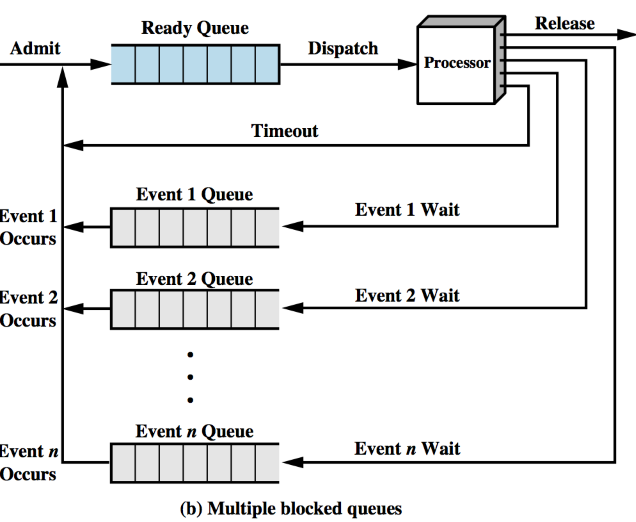 Ready Queue
Release
Admit
Dispatch
Processor
Timeout
Event 1 Queue
Event 1
Occurs
Event 1 Wait
Event 2 Queue
Event 2
Occurs
Event 2 Wait
Event n Queue
Event n
Occurs
Event n Wait
(b) Multiple blocked queues